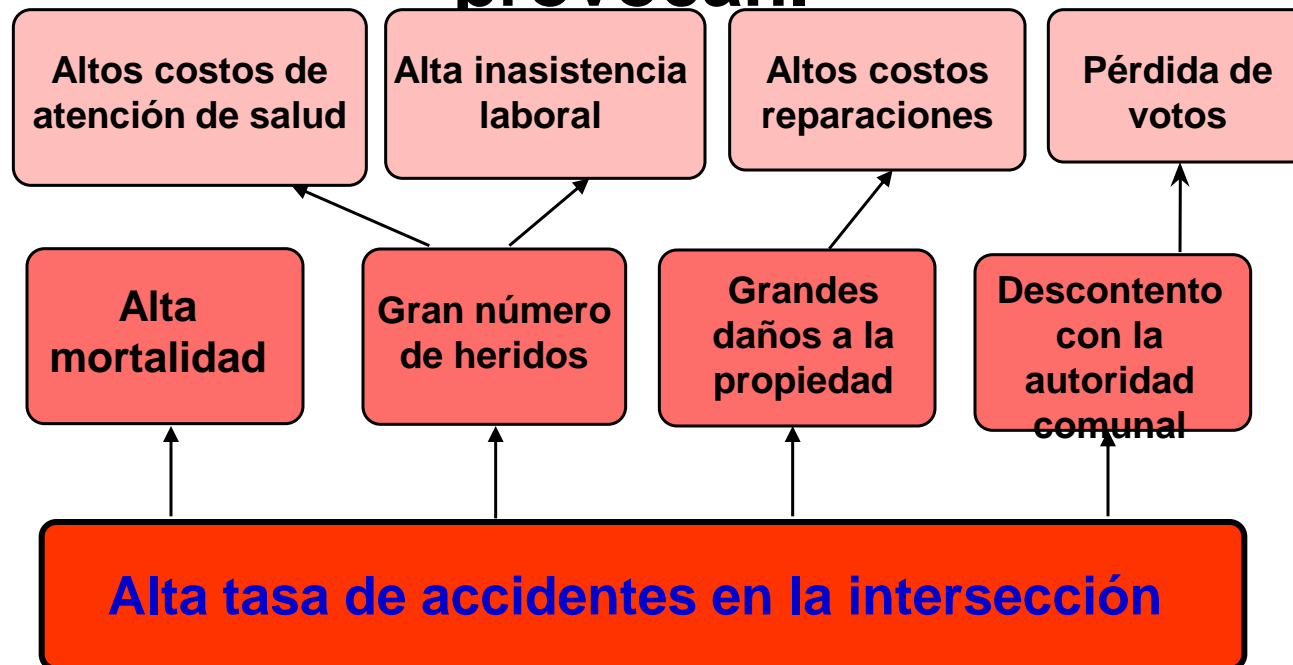 provocan:
Altos costos de
atención de salud
Alta inasistencia
laboral
Altos costos
reparaciones
Pérdida de
votos
Alta
mortalidad
Gran número
de heridos
Grandes
daños a la
propiedad
Descontento
con la
autoridad
comunal
Alta tasa de accidentes en la intersección